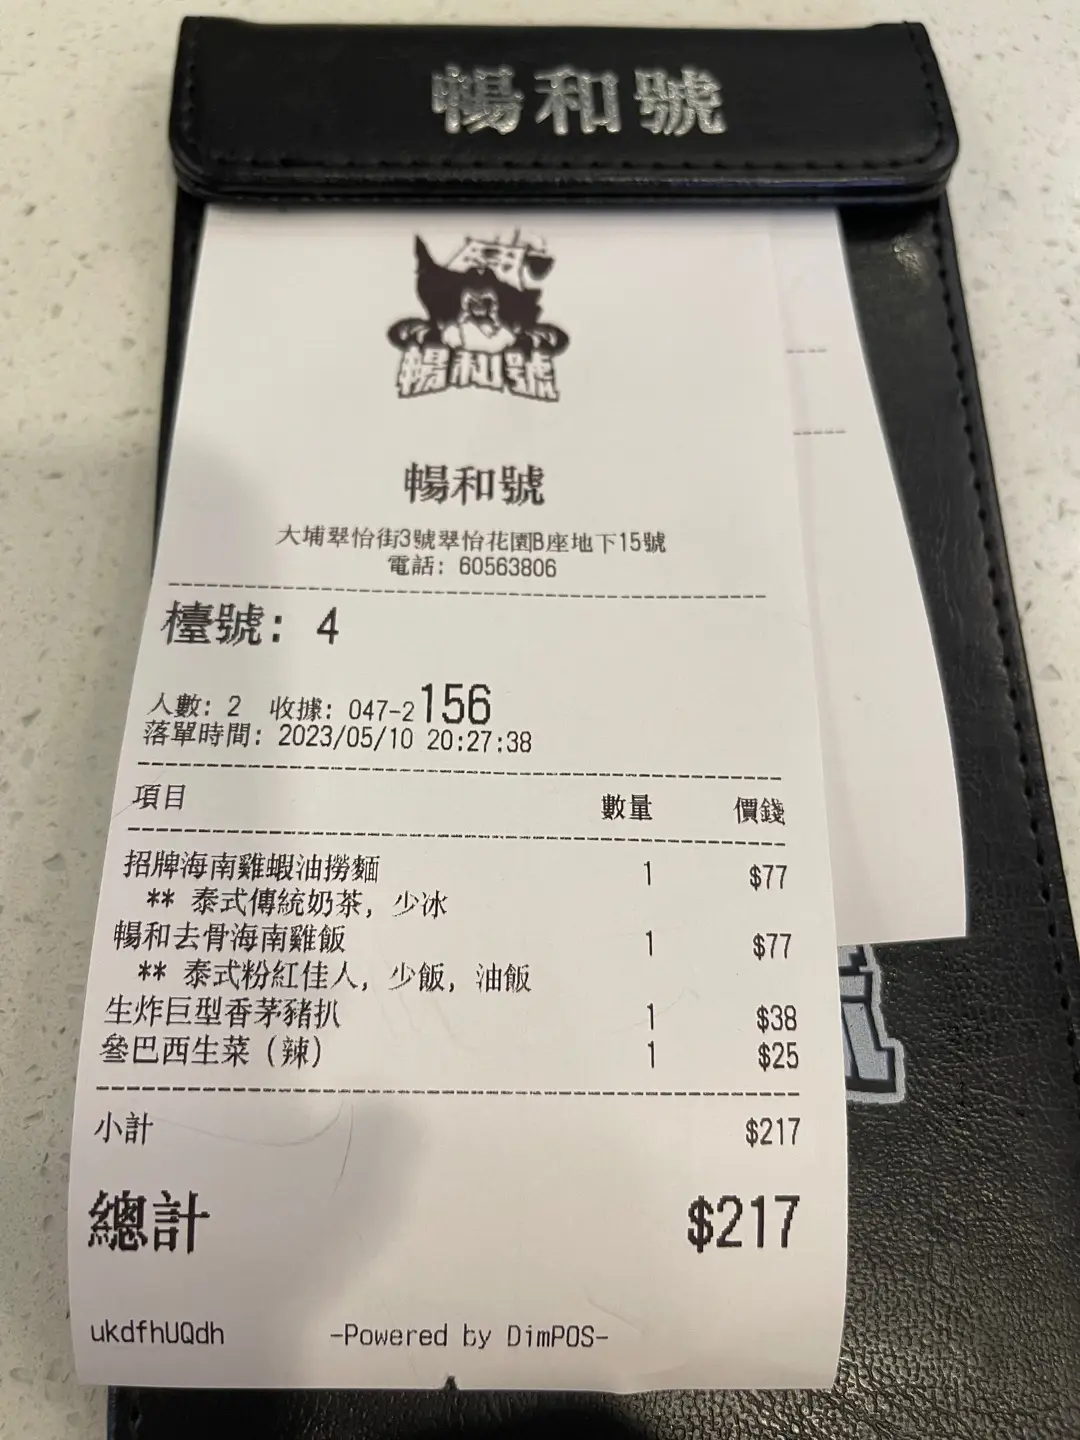 暢和號
暢和號
暢和號
大埔翠怡街3號翠怡花園B座地下15號
電話: 60563806
檯號: 4
人數: 2 收據: 047-2156
落單時間: 2023/05/10 20:27:38
項目 數量 價錢
招牌海南雞蝦油撈麵 1 $77
** 泰式傳統奶茶, 少冰
暢和去骨海南雞飯 1 $77
** 泰式粉紅佳人, 少飯, 油飯
生炸巨型香茅豬扒 1 $38
參巴西生菜 (辣) 1 $25
小計 $217
總計 $217
ukdfhUQdh -Powered by DimPOS-